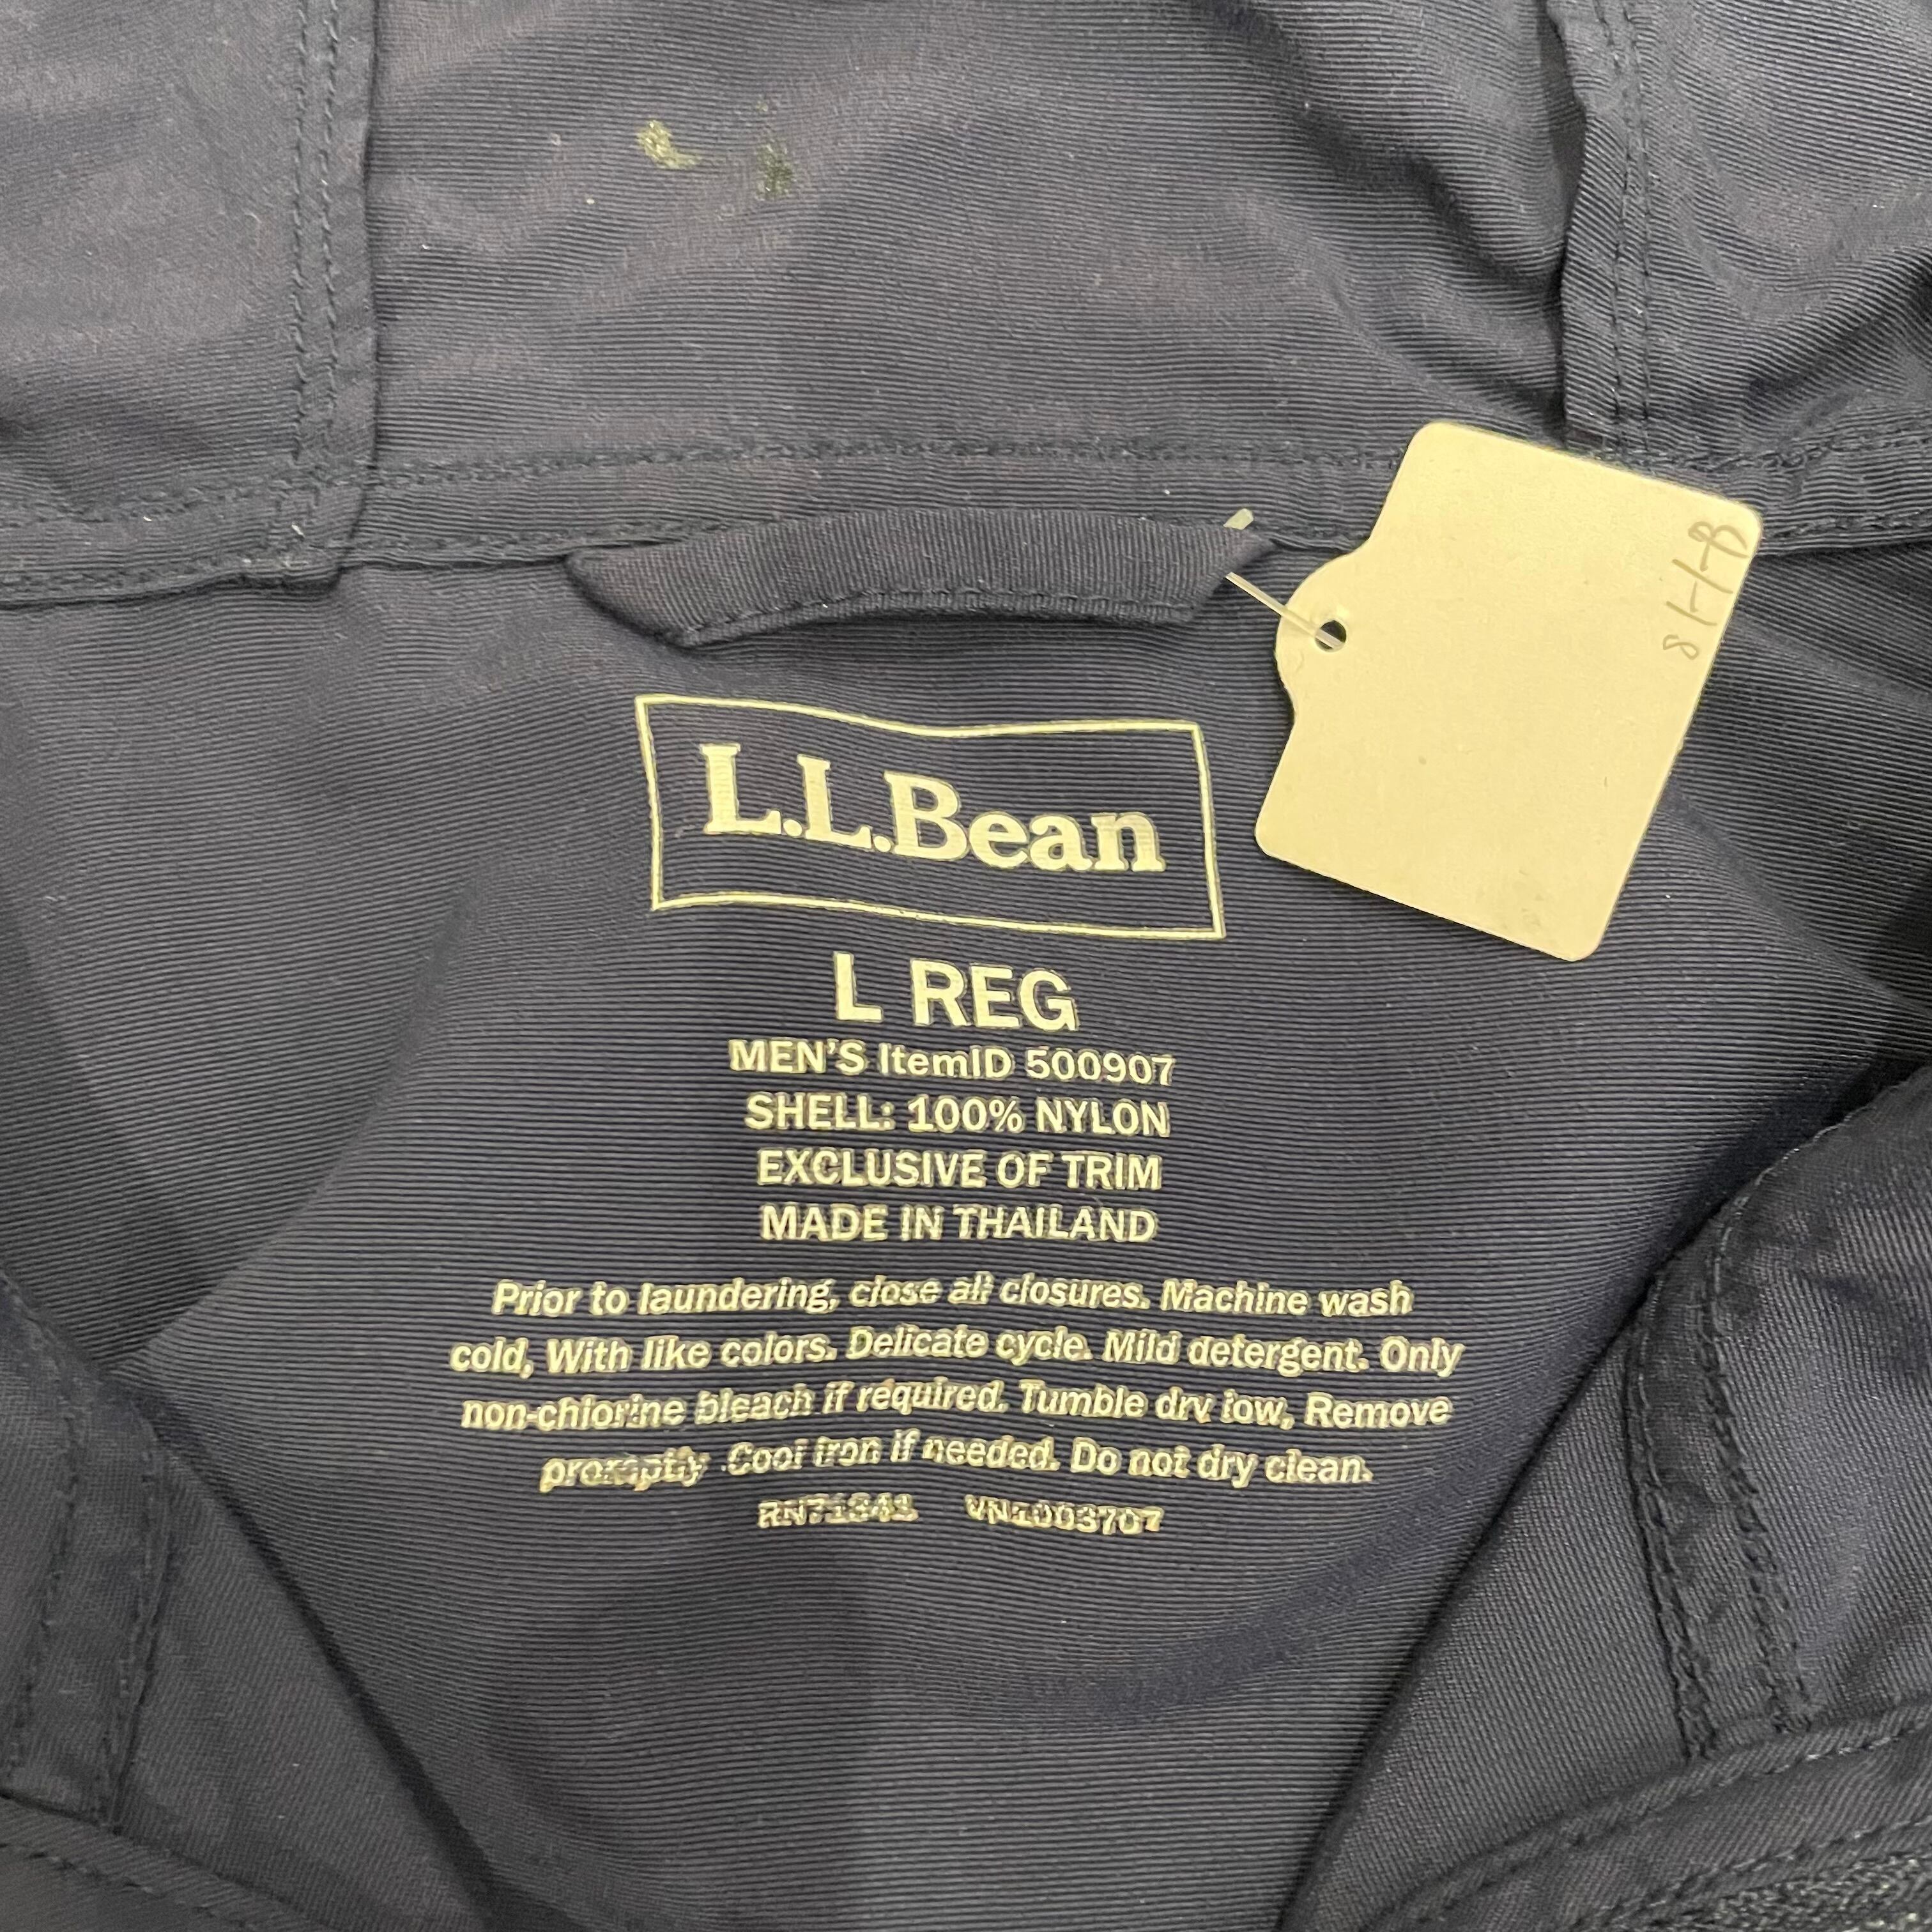 L.L.Bean
L REG
MEN'S ItemID 500907
SHELL: 100% NYLON
EXCLUSIVE OF TRIM
MADE IN THAILAND
Prior to laundering, close all closures. Machine wash
cold, With like colors. Delicate cycle. Mild detergent. Only
non-chlorine bleach if required. Tumble dry low, Remove
promptly .Cool iron if needed. Do not dry clean.
RN71341 VN1003707